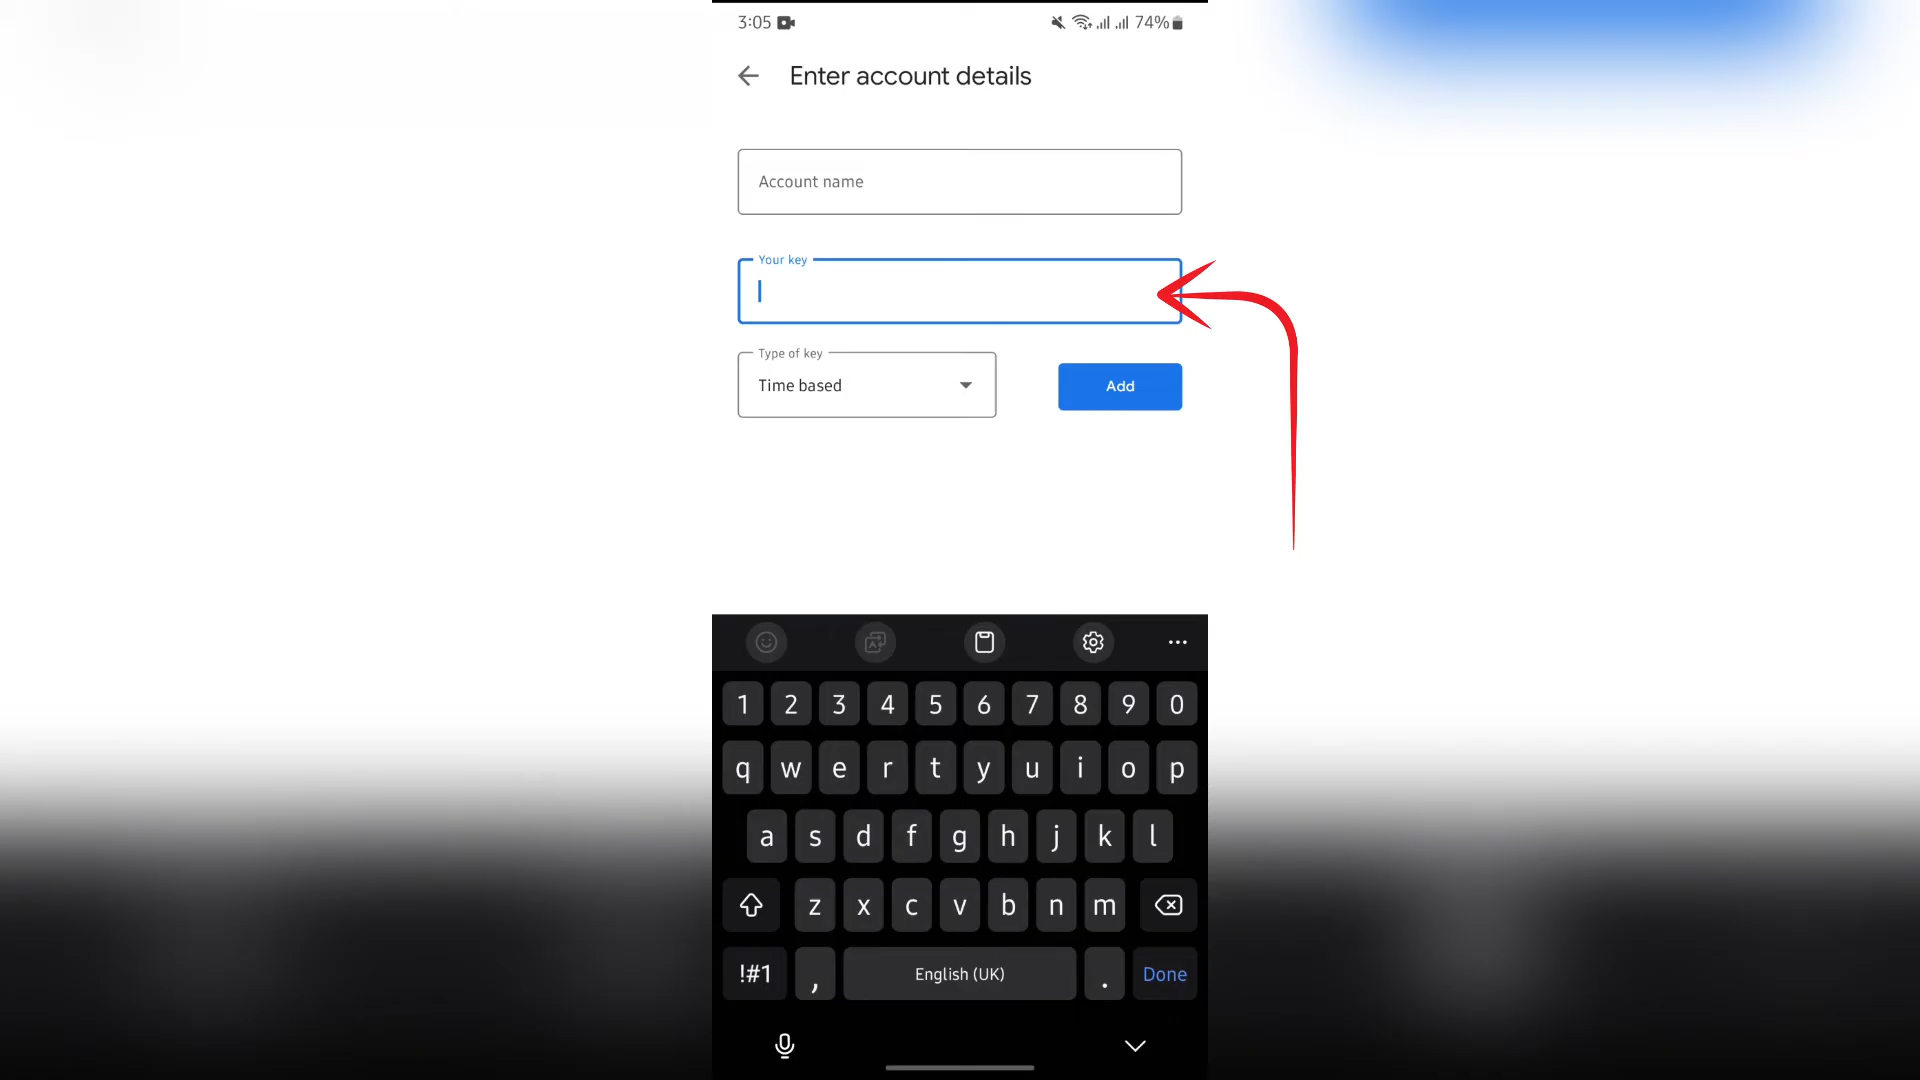 3:05 74%
Enter account details
Account name
Your key
Type of key
Time based
Add
1 2 3 4 5 6 7 8 9 0
q w e r t y u i o p
a s d f g h j k l
z x c v b n m
!#1 , English (UK) . Done